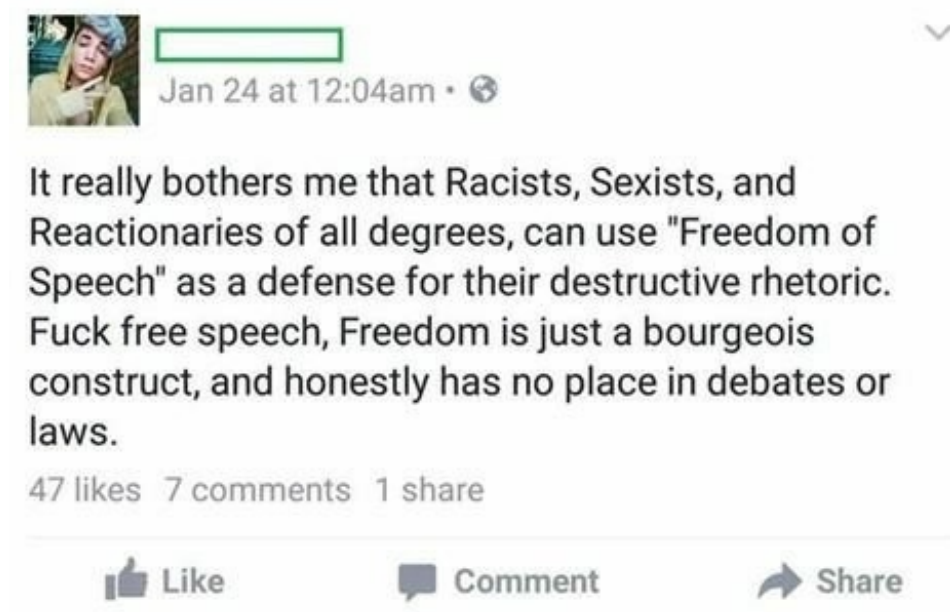 Jan 24 at 12:04am ·
It really bothers me that Racists, Sexists, and
Reactionaries of all degrees, can use "Freedom of
Speech" as a defense for their destructive rhetoric.
Fuck free speech, Freedom is just a bourgeois
construct, and honestly has no place in debates or
laws.
47 likes 7 comments 1 share
Like Comment Share